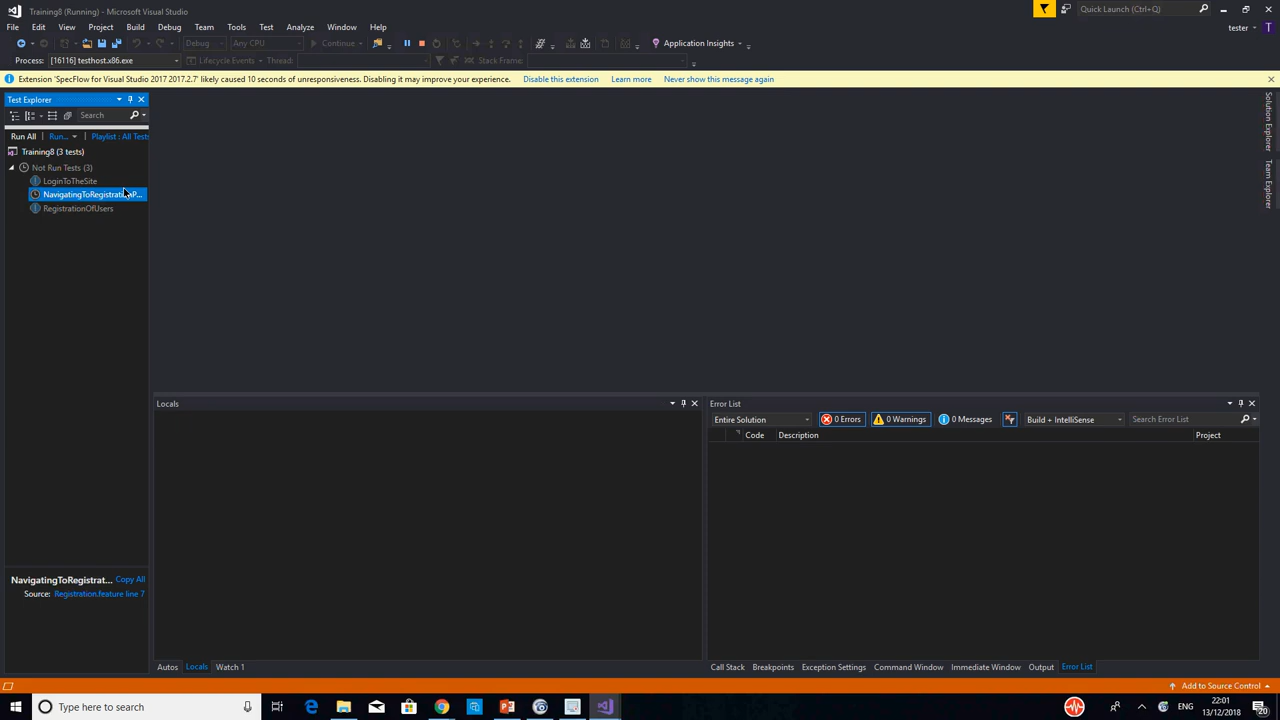 Training8 (Running) - Microsoft Visual Studio
Quick Launch (Ctrl+Q)
File Edit View Project Build Debug Team Tools Test Analyze Window Help
tester T
Debug Any CPU Continue Application Insights
Process: [16116] testhost.x86.exe Lifecycle Events Thread: Stack Frame:
Extension 'SpecFlow for Visual Studio 2017 2017.2.7' likely caused 10 seconds of unresponsiveness. Disabling it may improve your experience. Disable this extension Learn more Never show this message again
Test Explorer
Search
Run All Run... Playlist : All Tests
Training8 (3 tests)
Not Run Tests (3)
LoginToTheSite
NavigatingToRegistrationP...
RegistrationOfUsers
Solution Explorer
Team Explorer
Locals
Error List
Entire Solution 0 Errors 0 Warnings 0 Messages Build + IntelliSense Search Error List
Code Description Project
NavigatingToRegistrat... Copy All
Source: Registration.feature line 7
Autos Locals Watch 1
Call Stack Breakpoints Exception Settings Command Window Immediate Window Output Error List
Add to Source Control
Type here to search
ENG
22:01
13/12/2018
20